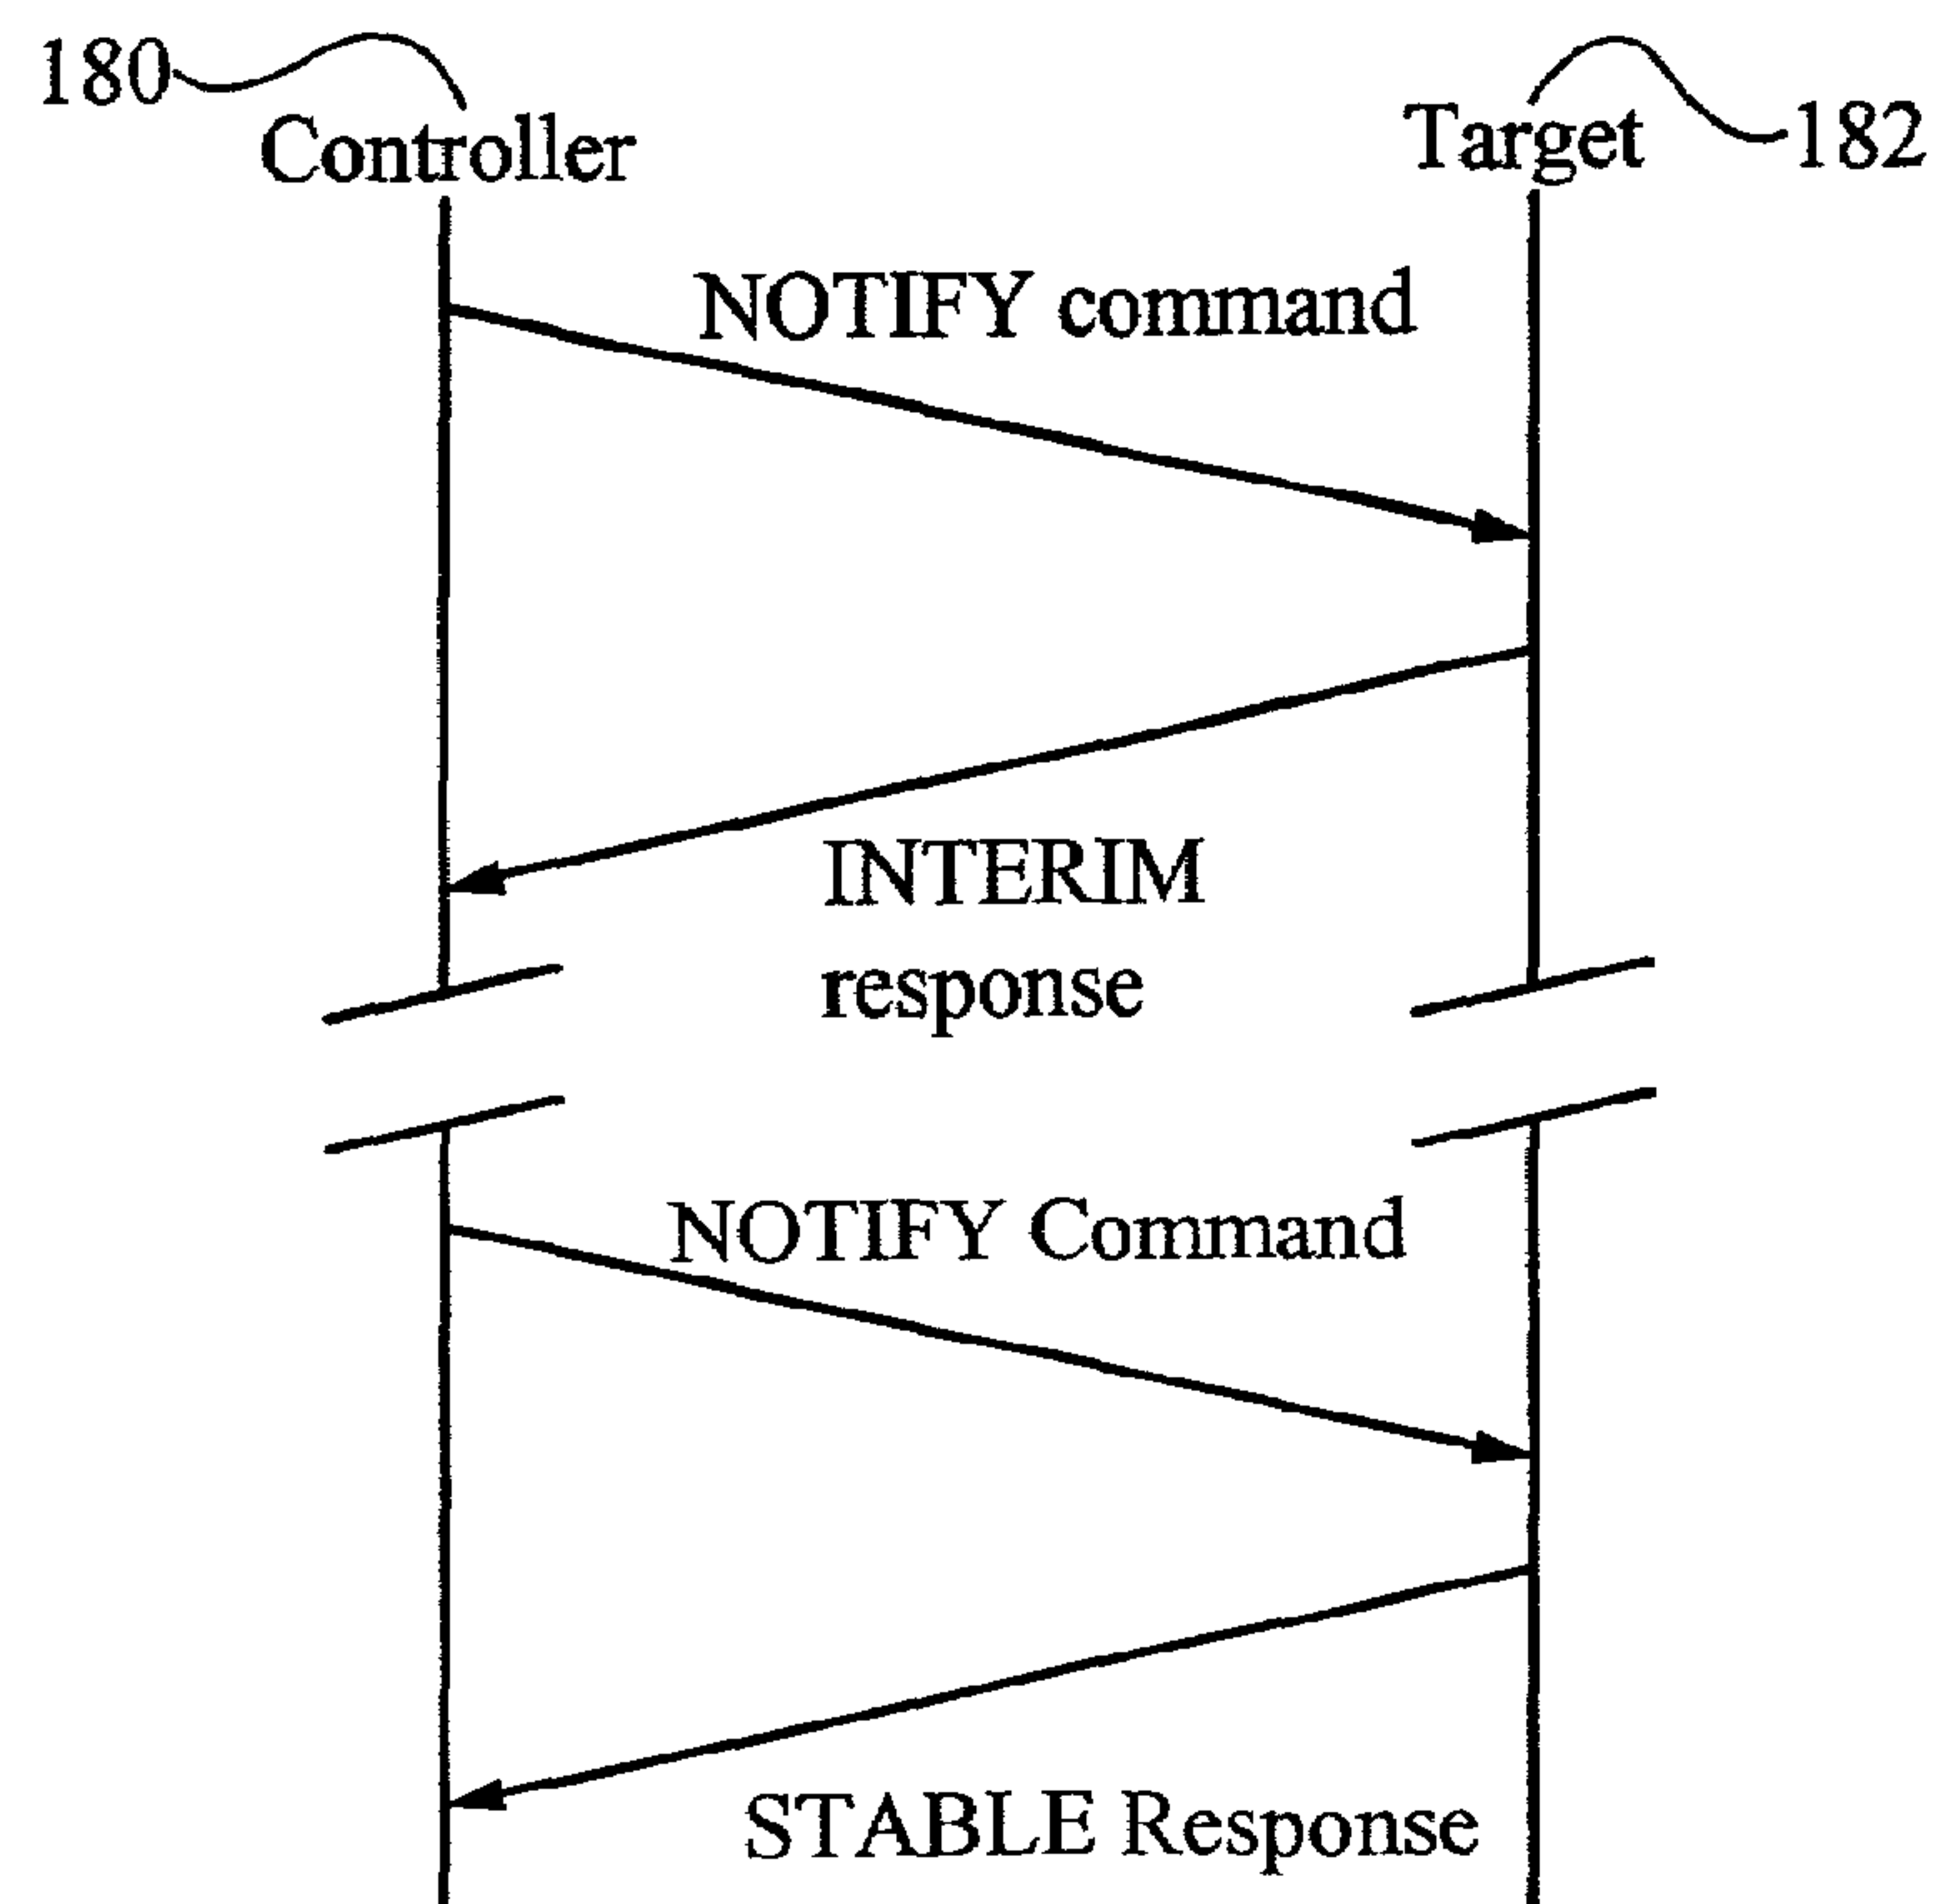 180
Controller
Target
182
NOTIFY command
INTERIM
response
NOTIFY Command
STABLE Response